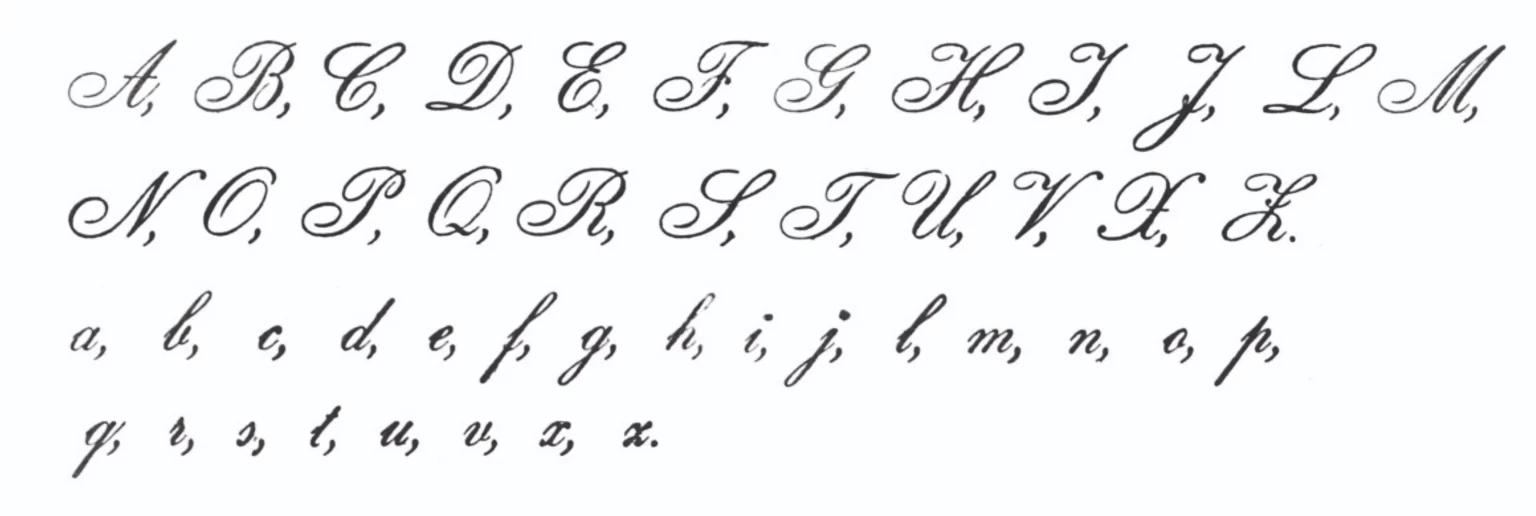 A, B, C, D, E, F, G, H, I, J, L, M,
N, O, P, Q, R, S, T, U, V, X, Z.
a, b, c, d, e, f, g, h, i, j, l, m, n, o, p,
q, r, s, t, u, v, x, z.